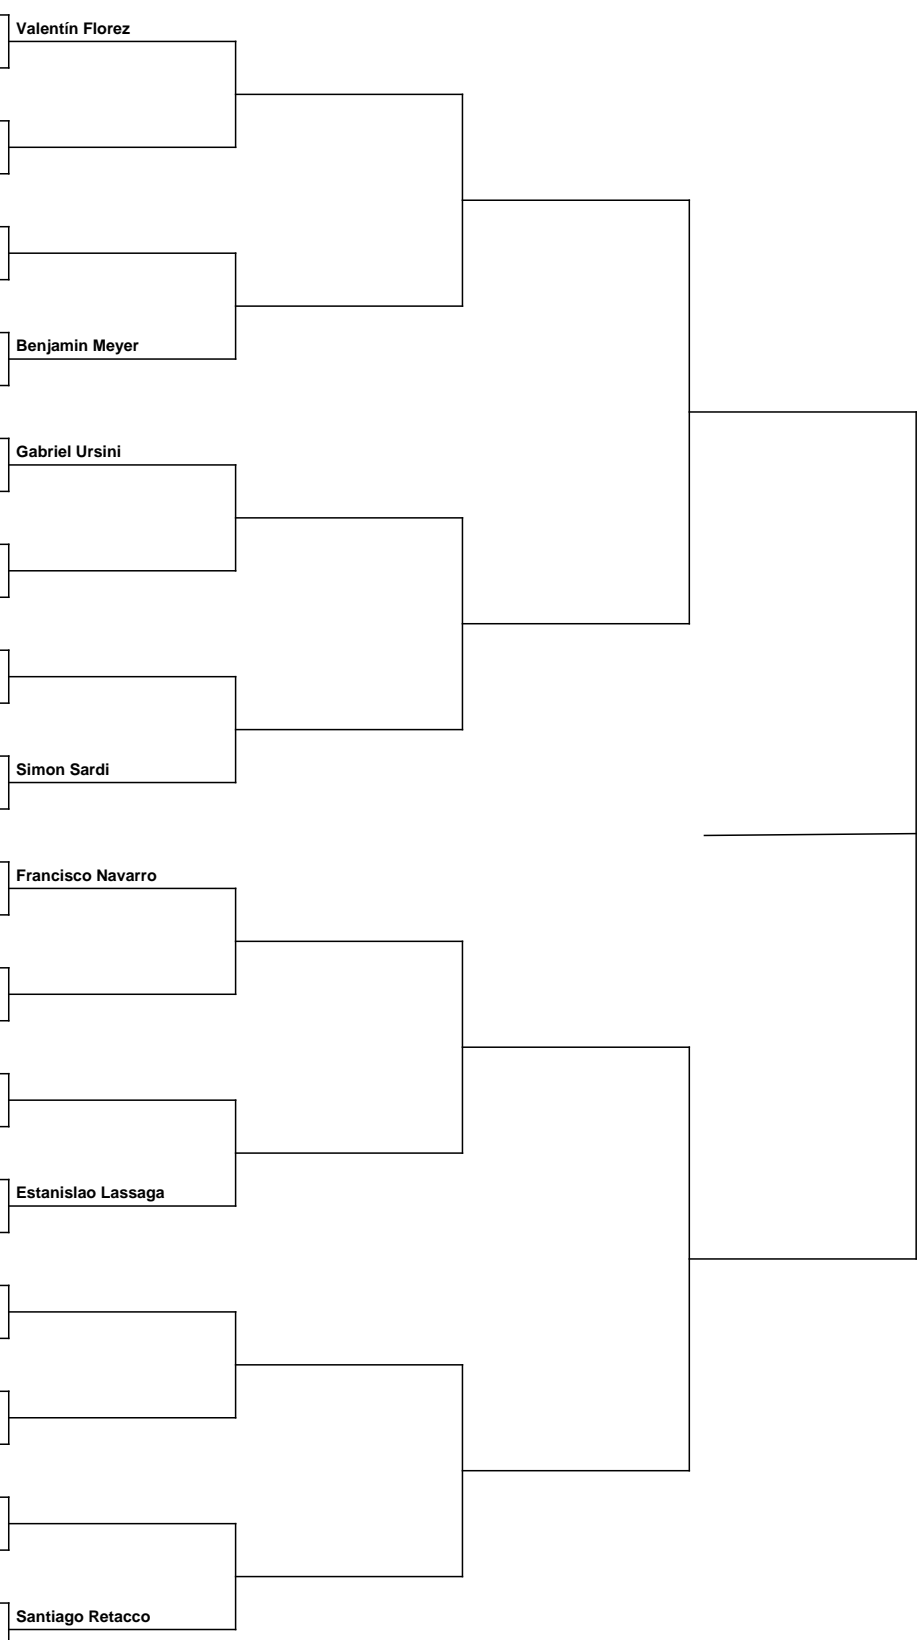 Valentín Florez
Benjamin Meyer
Gabriel Ursini
Simon Sardi
Francisco Navarro
Estanislao Lassaga
Santiago Retacco